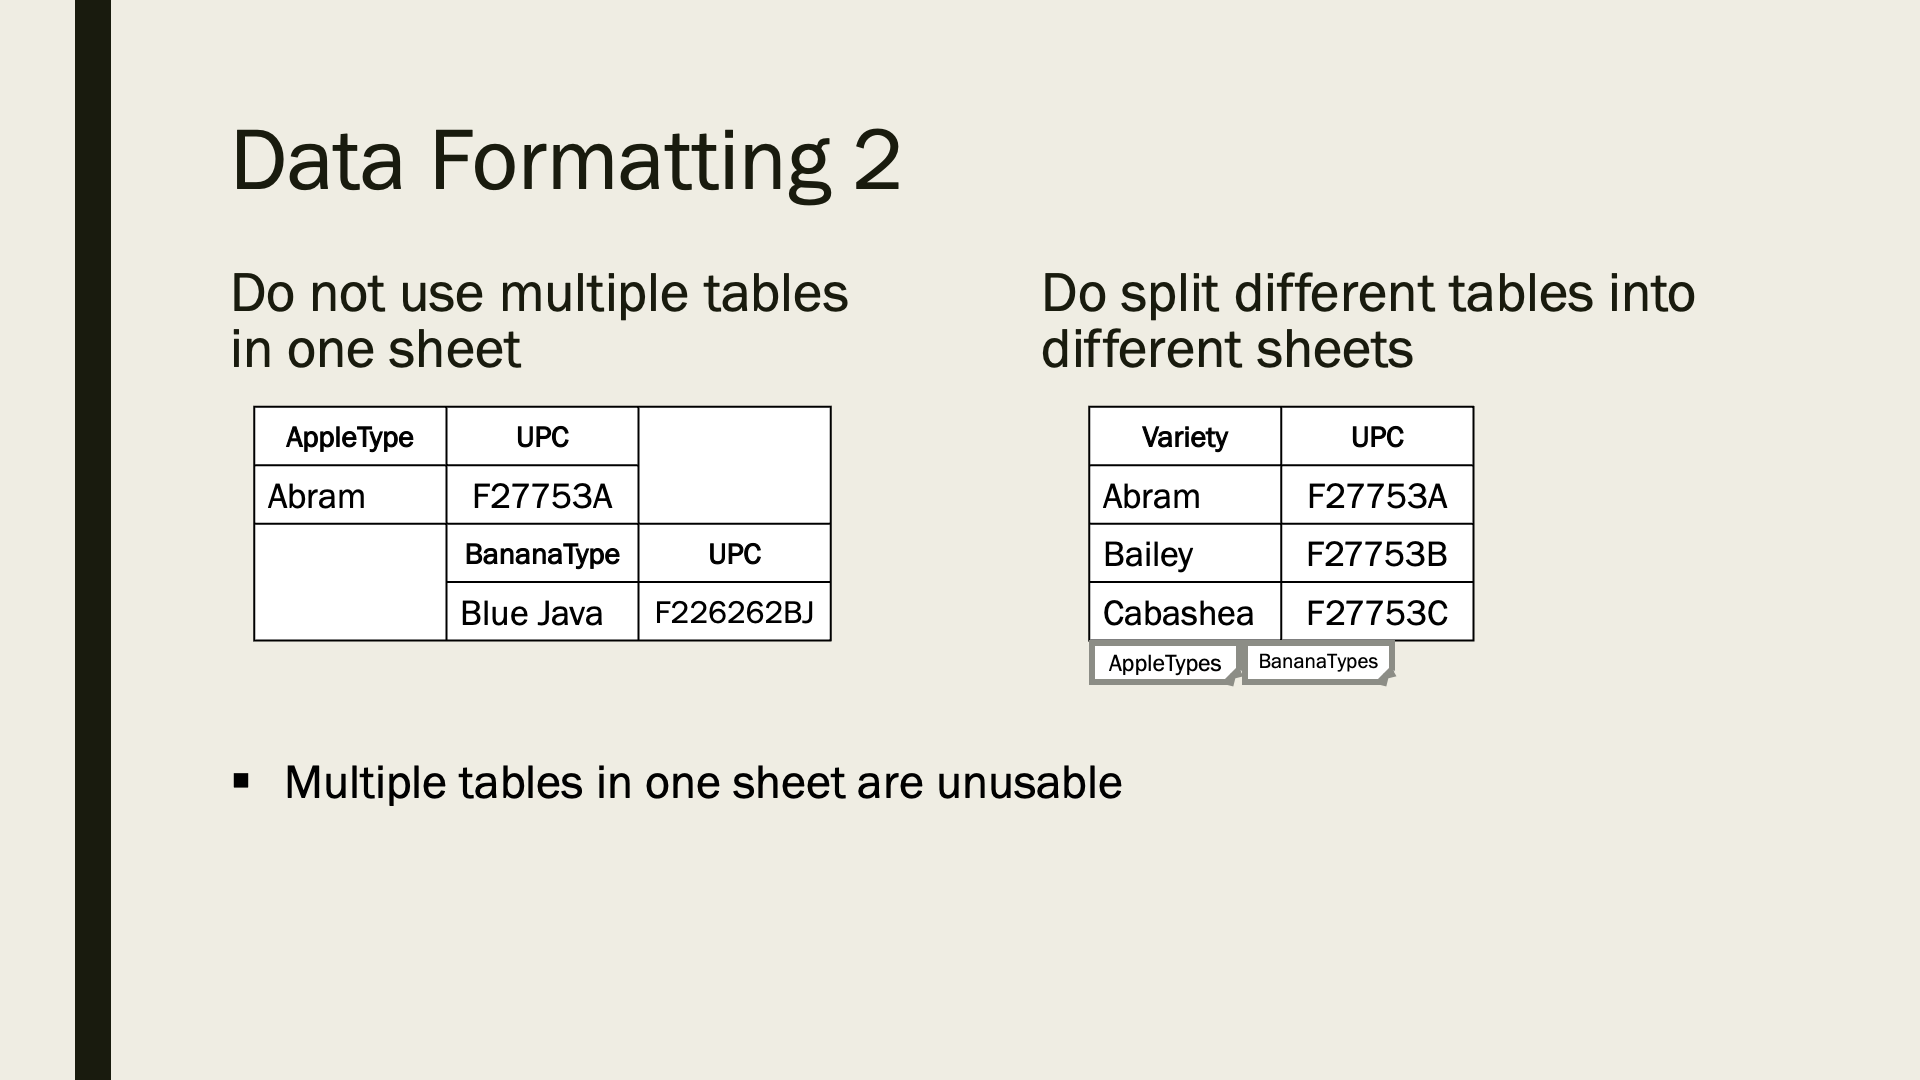 Data Formatting 2
Do not use multiple tables
in one sheet
AppleType UPC
Abram F27753A
BananaType UPC
Blue Java F226262BJ
Do split different tables into
different sheets
Variety UPC
Abram F27753A
Bailey F27753B
Cabashea F27753C
AppleTypes BananaTypes
▪ Multiple tables in one sheet are unusable